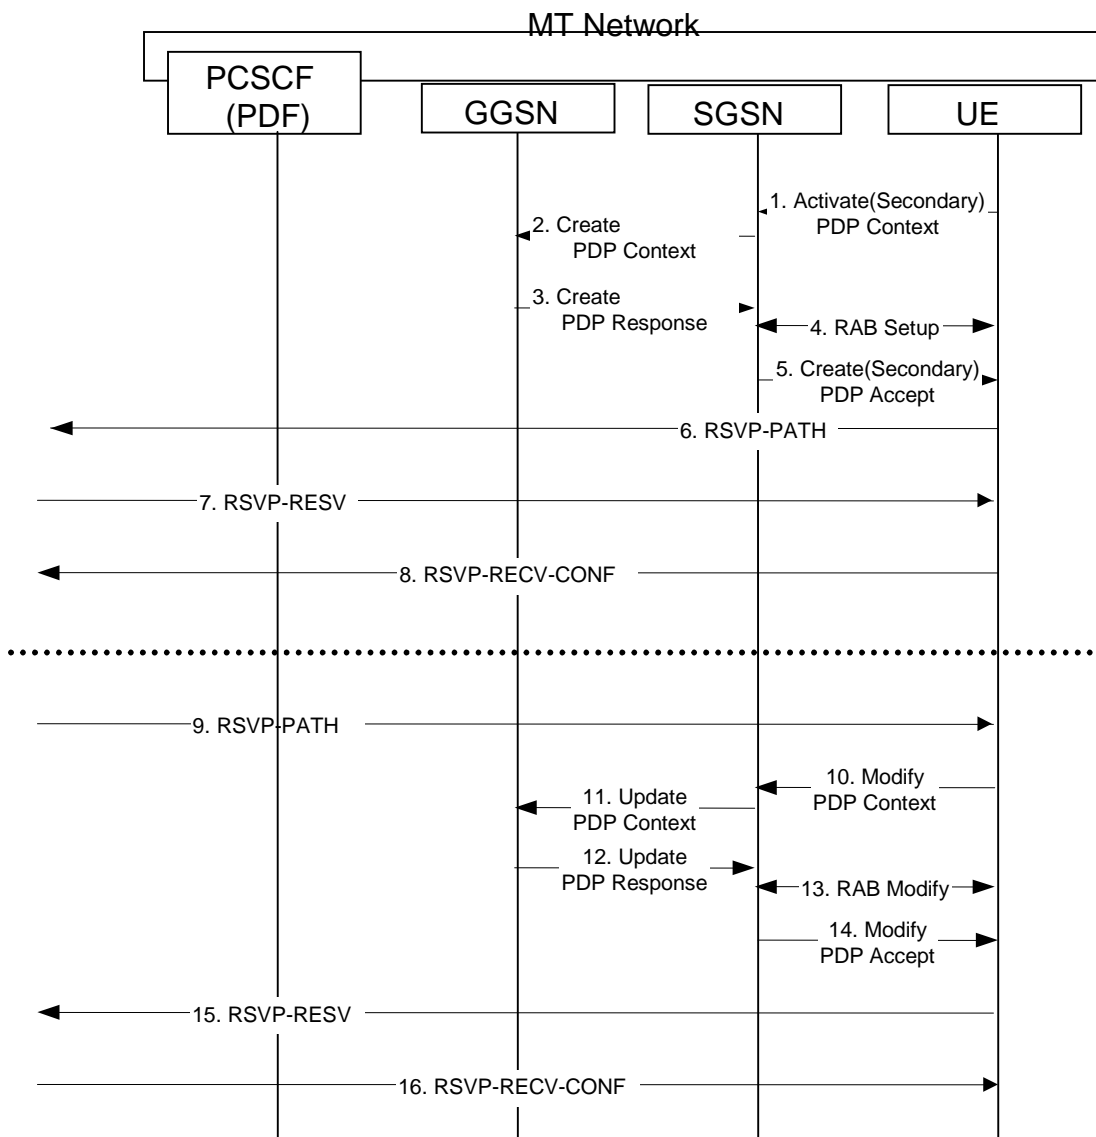 MT Network
PCSCF
(PDF)
GGSN
SGSN
UE
1. Activate(Secondary)
PDP Context
2. Create
PDP Context
3. Create
PDP Response
4. RAB Setup
5. Create(Secondary)
PDP Accept
6. RSVP-PATH
7. RSVP-RESV
8. RSVP-RECV-CONF
9. RSVP-PATH
10. Modify
PDP Context
11. Update
PDP Context
12. Update
PDP Response
13. RAB Modify
14. Modify
PDP Accept
15. RSVP-RESV
16. RSVP-RECV-CONF